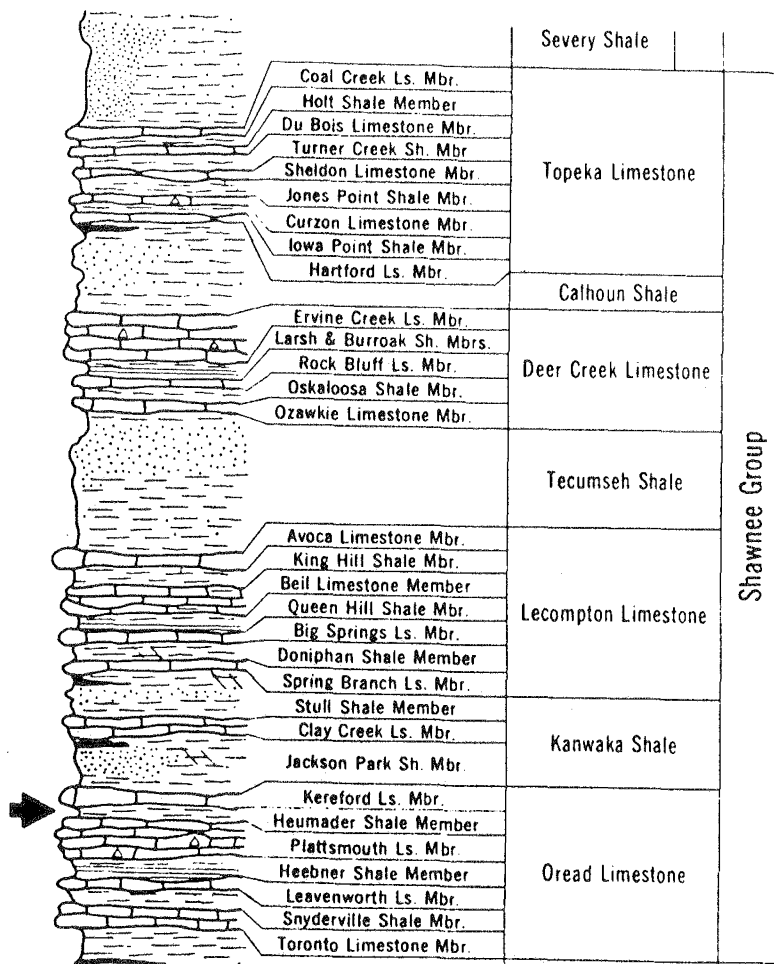 Severy Shale
Coal Creek Ls. Mbr.
Holt Shale Member
Du Bois Limestone Mbr.
Turner Creek Sh. Mbr
Sheldon Limestone Mbr.
Jones Point Shale Mbr.
Curzon Limestone Mbr.
Iowa Point Shale Mbr.
Hartford Ls. Mbr.
Topeka Limestone
Calhoun Shale
Ervine Creek Ls. Mbr.
Larsh & Burroak Sh. Mbrs.
Rock Bluff Ls. Mbr.
Oskaloosa Shale Mbr.
Ozawkie Limestone Mbr.
Deer Creek Limestone
Tecumseh Shale
Avoca Limestone Mbr.
King Hill Shale Mbr.
Beil Limestone Member
Queen Hill Shale Mbr.
Big Springs Ls. Mbr.
Doniphan Shale Member
Spring Branch Ls. Mbr.
Lecompton Limestone
Stull Shale Member
Clay Creek Ls. Mbr.
Jackson Park Sh. Mbr.
Kanwaka Shale
Kereford Ls. Mbr.
Heumader Shale Member
Plattsmouth Ls. Mbr.
Heebner Shale Member
Leavenworth Ls. Mbr.
Snyderville Shale Mbr.
Toronto Limestone Mbr.
Oread Limestone
Shawnee Group